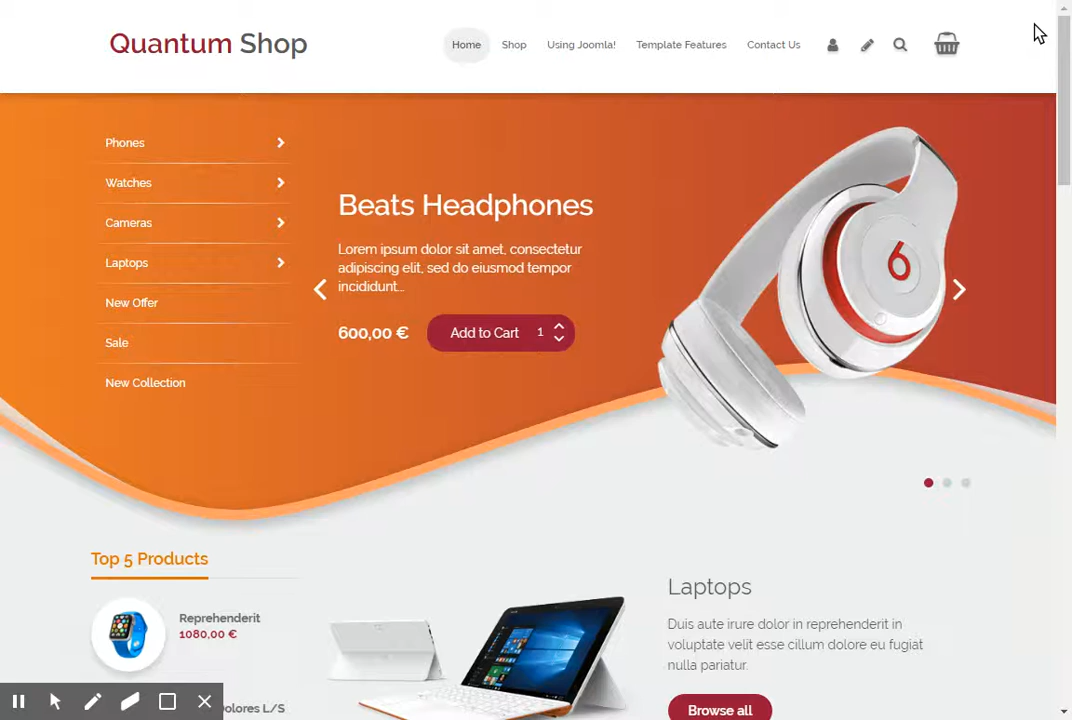 Quantum Shop
Home Shop Using Joomla! Template Features Contact Us
Phones
Watches
Cameras
Laptops
New Offer
Sale
New Collection
Beats Headphones
Lorem ipsum dolor sit amet, consectetur
adipiscing elit, sed do eiusmod tempor
incididunt...
600,00 € Add to Cart 1
Top 5 Products
Reprehenderit
1080,00 €
Dolores L/S
Laptops
Duis aute irure dolor in reprehenderit in
voluptate velit esse cillum dolore eu fugiat
nulla pariatur.
Browse all